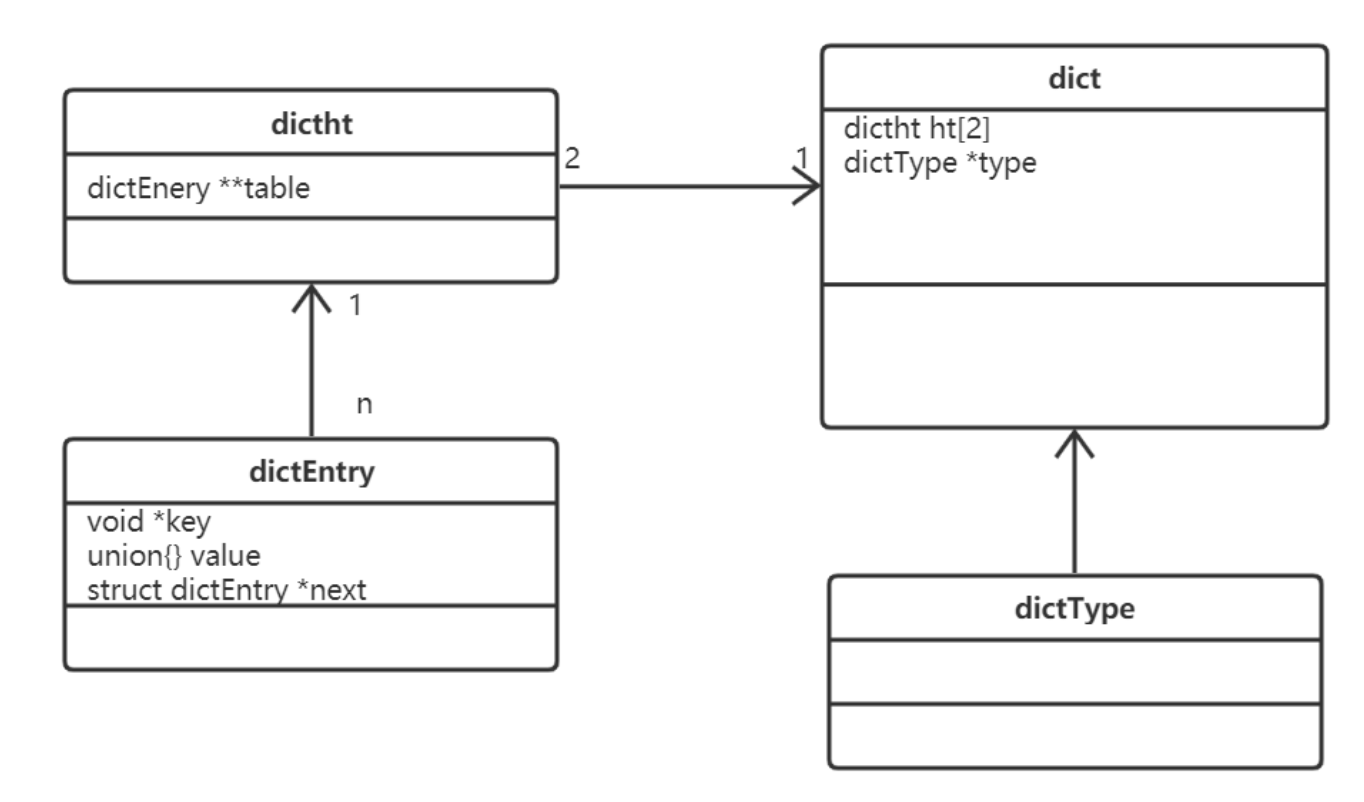 dictht
dictEnery **table
2
1
dict
dictht ht[2]
dictType *type
1
n
dictEntry
void *key
union{} value
struct dictEntry *next
dictType